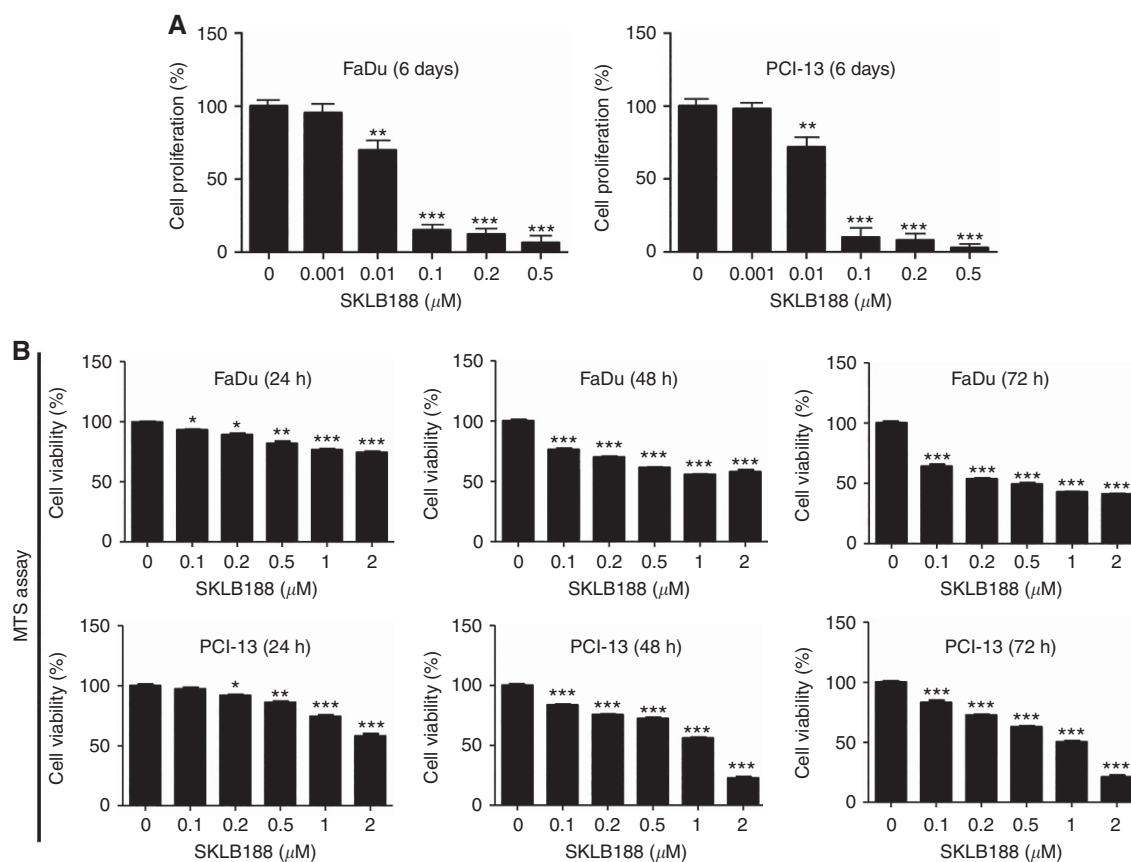 A
FaDu (6 days)
Cell proliferation (%)
150
100
50
0
** *** *** ***
0 0.001 0.01 0.1 0.2 0.5
SKLB188 (μM)
PCI-13 (6 days)
Cell proliferation (%)
150
100
50
0
** *** *** ***
0 0.001 0.01 0.1 0.2 0.5
SKLB188 (μM)
B
MTS assay
FaDu (24 h)
Cell viability (%)
150
100
50
0
* * ** *** ***
0 0.1 0.2 0.5 1 2
SKLB188 (μM)
FaDu (48 h)
Cell viability (%)
150
100
50
0
*** *** *** *** ***
0 0.1 0.2 0.5 1 2
SKLB188 (μM)
FaDu (72 h)
Cell viability (%)
150
100
50
0
*** *** *** *** ***
0 0.1 0.2 0.5 1 2
SKLB188 (μM)
PCI-13 (24 h)
Cell viability (%)
150
100
50
0
* ** *** ***
0 0.1 0.2 0.5 1 2
SKLB188 (μM)
PCI-13 (48 h)
Cell viability (%)
150
100
50
0
*** *** *** *** ***
0 0.1 0.2 0.5 1 2
SKLB188 (μM)
PCI-13 (72 h)
Cell viability (%)
150
100
50
0
*** *** *** *** ***
0 0.1 0.2 0.5 1 2
SKLB188 (μM)